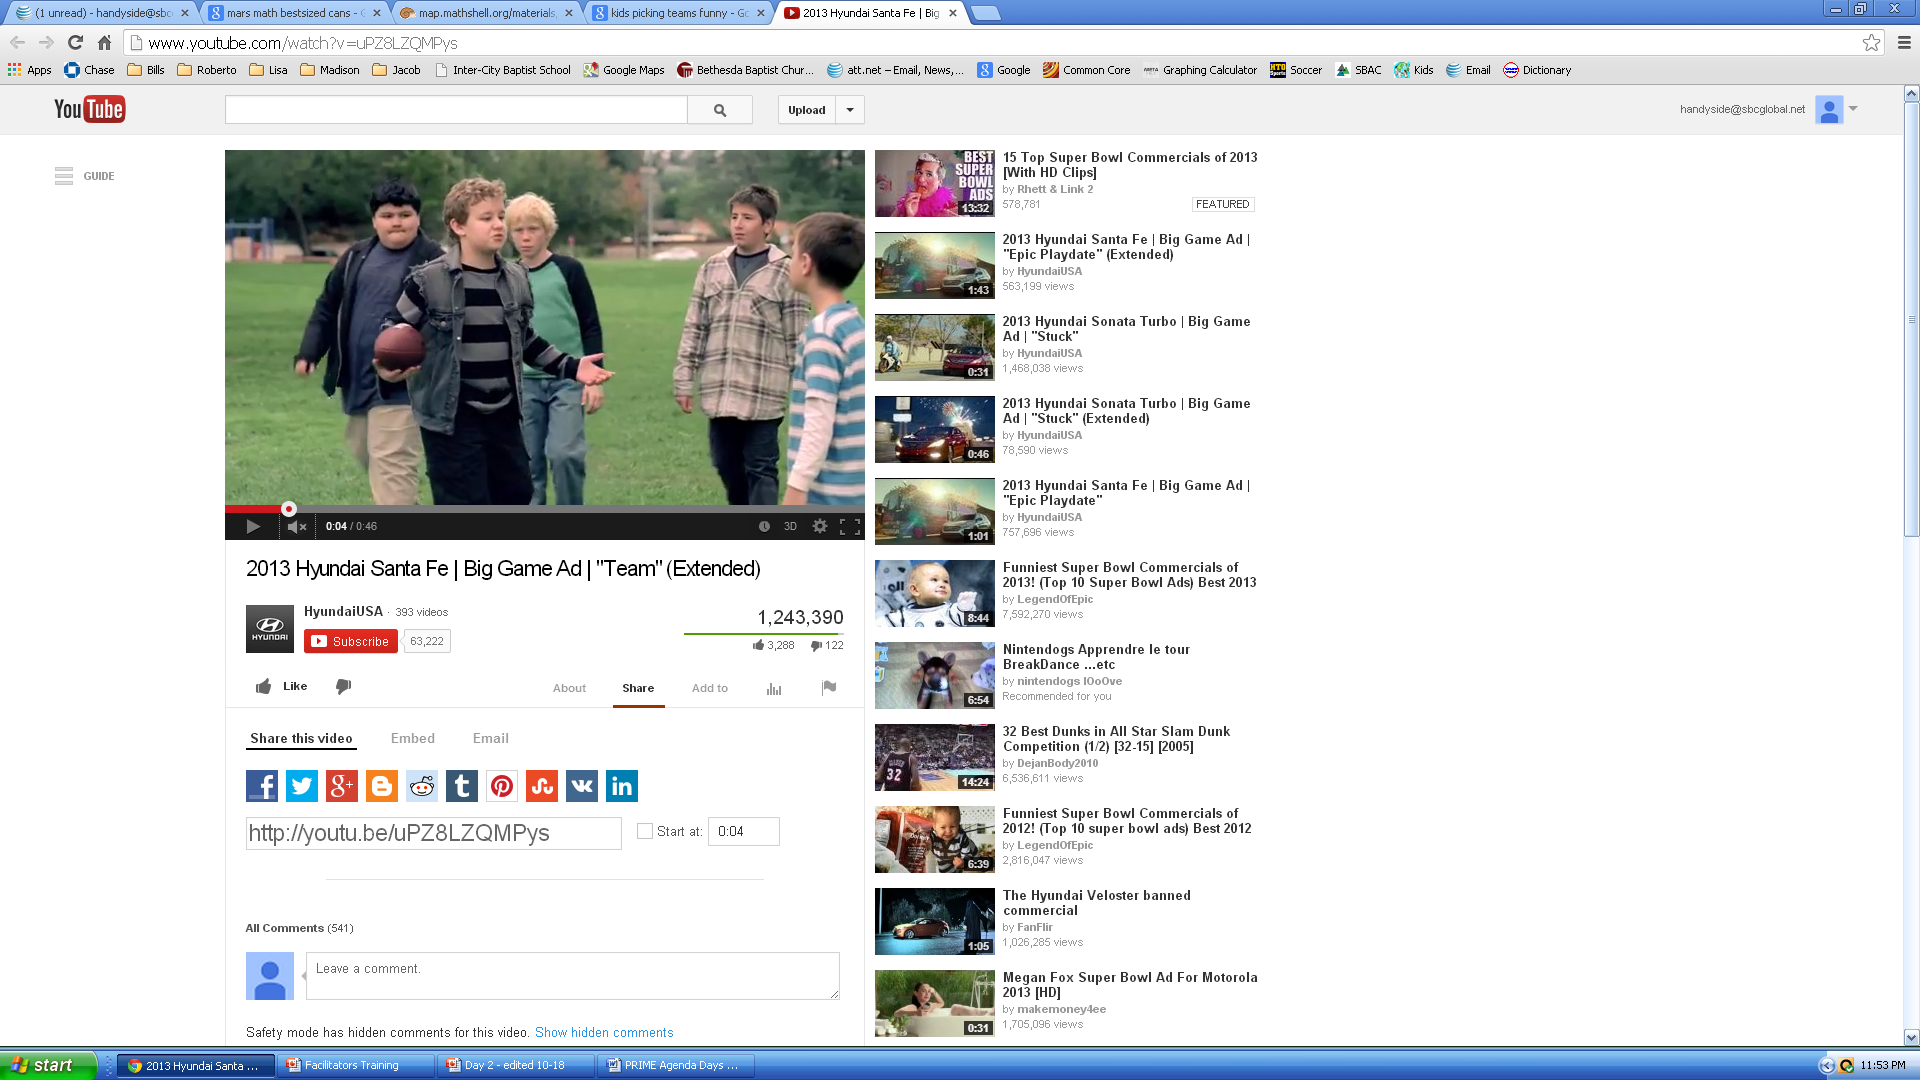 (1 unread) - handyside@sbc
mars math bestsized cans - G
map.mathshell.org/materials
kids picking teams funny - Go
2013 Hyundai Santa Fe | Big
www.youtube.com/watch?v=uPZ8LZQMPys
Apps Chase Bills Roberto Lisa Madison Jacob Inter-City Baptist School Google Maps Bethesda Baptist Chur... att.net – Email, News,... Google Common Core Graphing Calculator Soccer SBAC Kids Email Dictionary
YouTube Upload handyside@sbcglobal.net
GUIDE
0:04 / 0:46 3D
2013 Hyundai Santa Fe | Big Game Ad | "Team" (Extended)
HYUNDAI
HyundaiUSA · 393 videos
Subscribe 63,222
1,243,390
3,288 122
Like About Share Add to
Share this video Embed Email
http://youtu.be/uPZ8LZQMPys Start at: 0:04
All Comments (541)
Leave a comment.
Safety mode has hidden comments for this video. Show hidden comments
BEST SUPER BOWL ADS
13:32
15 Top Super Bowl Commercials of 2013
[With HD Clips]
by Rhett & Link 2
578,781 FEATURED
1:43
2013 Hyundai Santa Fe | Big Game Ad |
"Epic Playdate" (Extended)
by HyundaiUSA
563,199 views
0:31
2013 Hyundai Sonata Turbo | Big Game
Ad | "Stuck"
by HyundaiUSA
1,468,038 views
0:46
2013 Hyundai Sonata Turbo | Big Game
Ad | "Stuck" (Extended)
by HyundaiUSA
78,590 views
1:01
2013 Hyundai Santa Fe | Big Game Ad |
"Epic Playdate"
by HyundaiUSA
757,696 views
8:44
Funniest Super Bowl Commercials of
2013! (Top 10 Super Bowl Ads) Best 2013
by LegendOfEpic
7,592,270 views
6:54
Nintendogs Apprendre le tour
BreakDance ...etc
by nintendogs lOoOve
Recommended for you
32
14:24
32 Best Dunks in All Star Slam Dunk
Competition (1/2) [32-15] [2005]
by DejanBody2010
6,536,611 views
6:39
Funniest Super Bowl Commercials of
2012! (Top 10 super bowl ads) Best 2012
by LegendOfEpic
2,816,047 views
1:05
The Hyundai Veloster banned
commercial
by FanFlir
1,026,285 views
0:31
Megan Fox Super Bowl Ad For Motorola
2013 [HD]
by makemoney4ee
1,705,096 views
start 2013 Hyundai Santa ... Facilitators Training Day 2 - edited 10-18 PRIME Agenda Days ... 11:53 PM